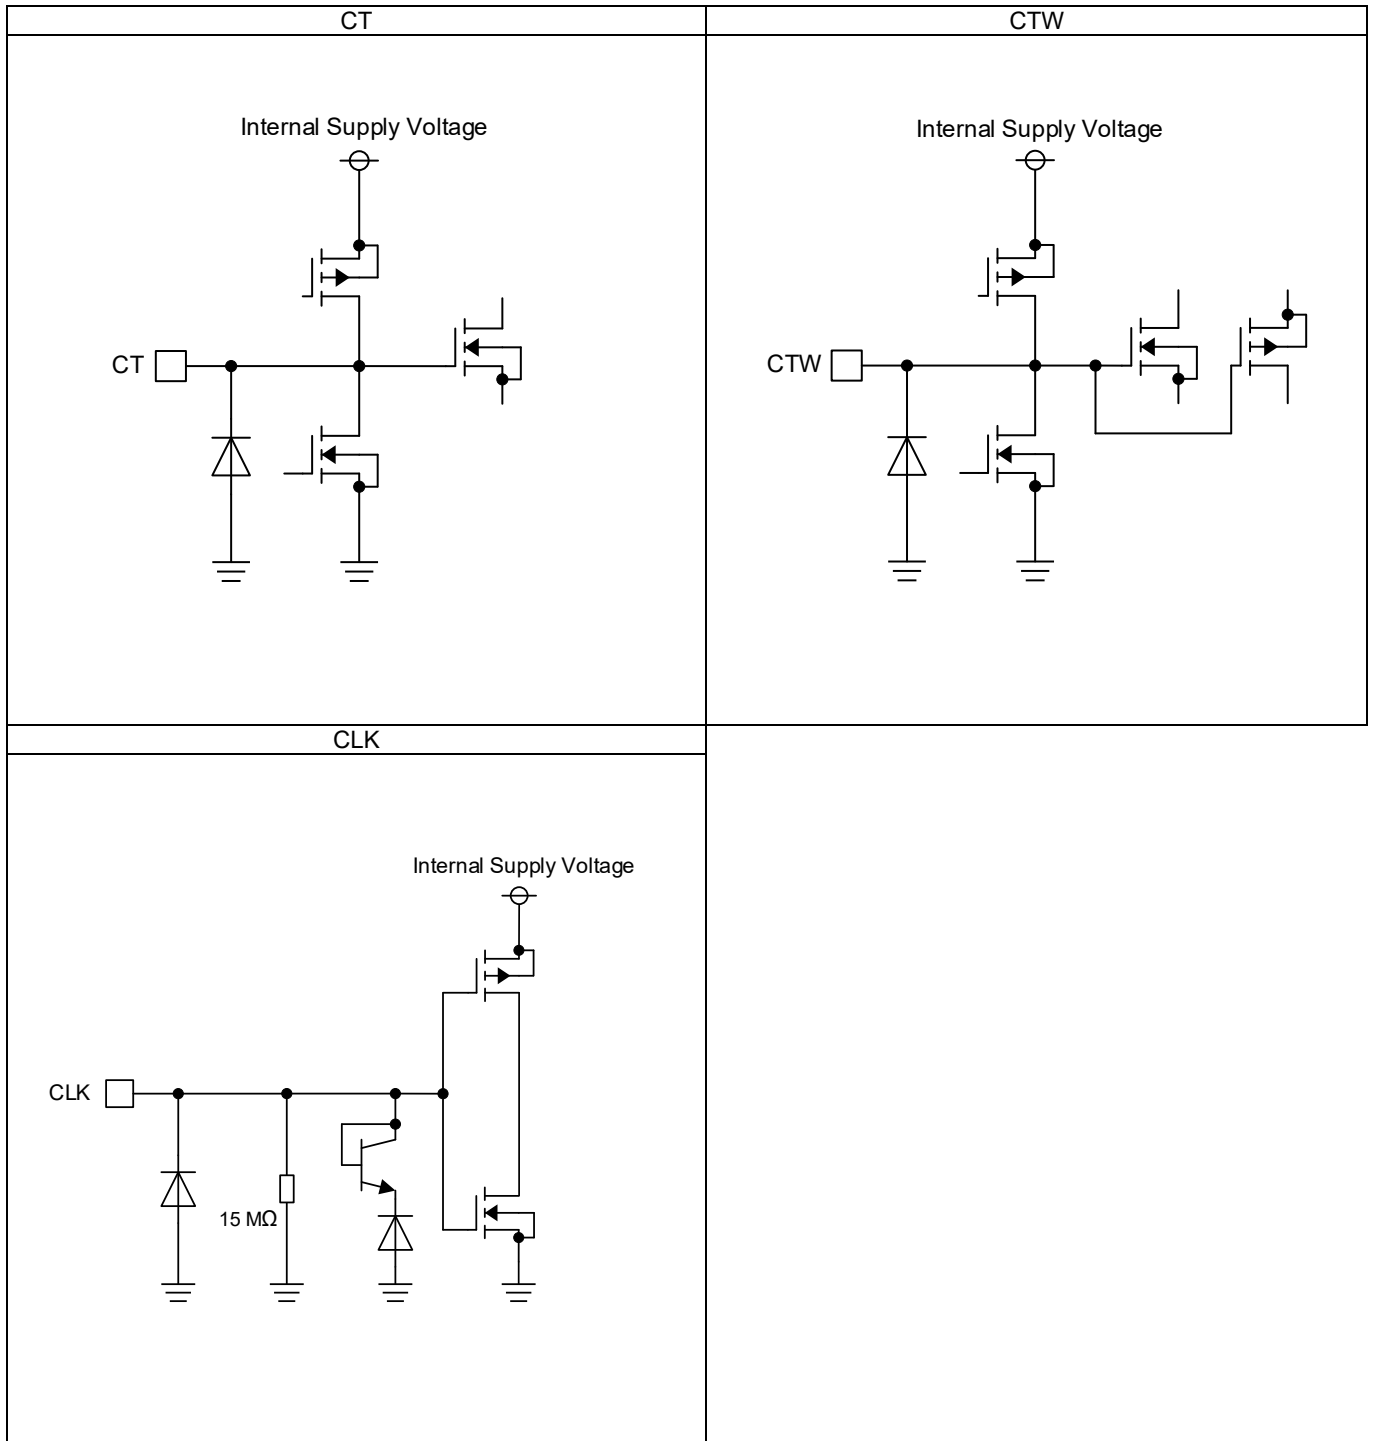 CT
CTW
Internal Supply Voltage
Internal Supply Voltage
CT
CTW
CLK
Internal Supply Voltage
CLK
15 MΩ